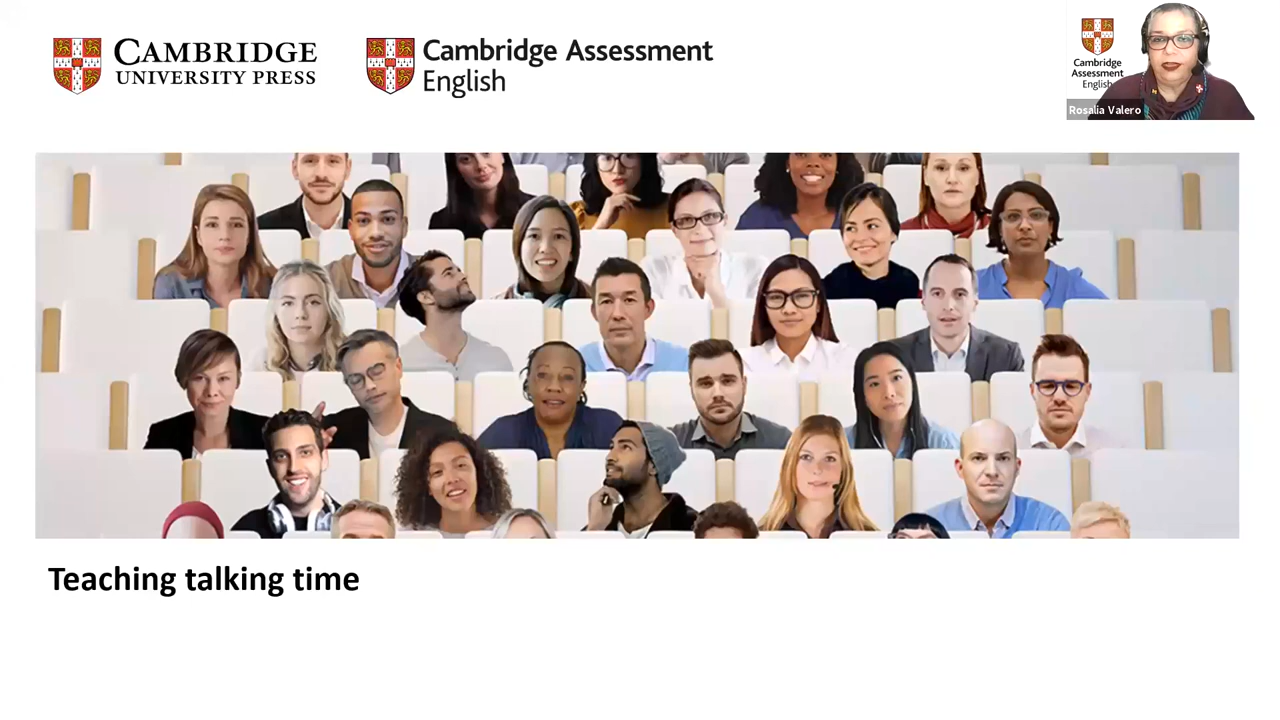 CAMBRIDGE
UNIVERSITY PRESS
Cambridge Assessment
English
Cambridge
Assessment
English
Rosalia Valero
Teaching talking time